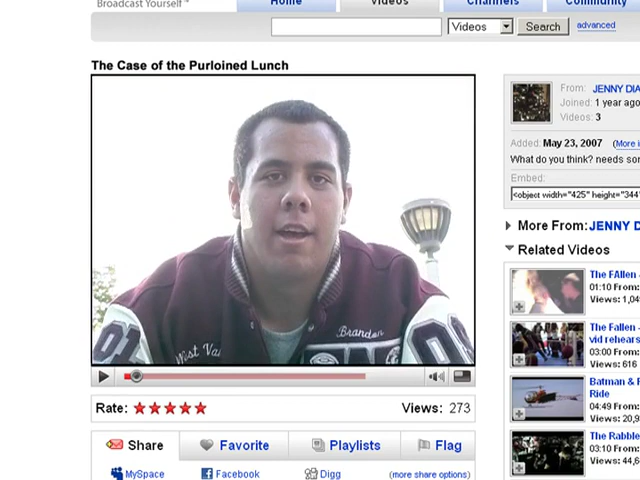 Broadcast Yourself™
Home Videos Channels Community
Videos Search advanced
The Case of the Purloined Lunch
From: JENNY DIA
Joined: 1 year ago
Videos: 3
Added: May 23, 2007 (More i
What do you think? needs som
Embed:
<object width="425" height="344"
More From: JENNY D
Related Videos
The FAllen -
01:10 From:
Views: 1,04
The Fallen -
vid rehears
03:00 From:
Views: 616
Batman & R
Ride
04:49 From:
Views: 20,9
The Rabble
03:10 From:
Views: 44,6
Brandon
West Va
Rate: Views: 273
Share Favorite Playlists Flag
MySpace Facebook Digg (more share options)